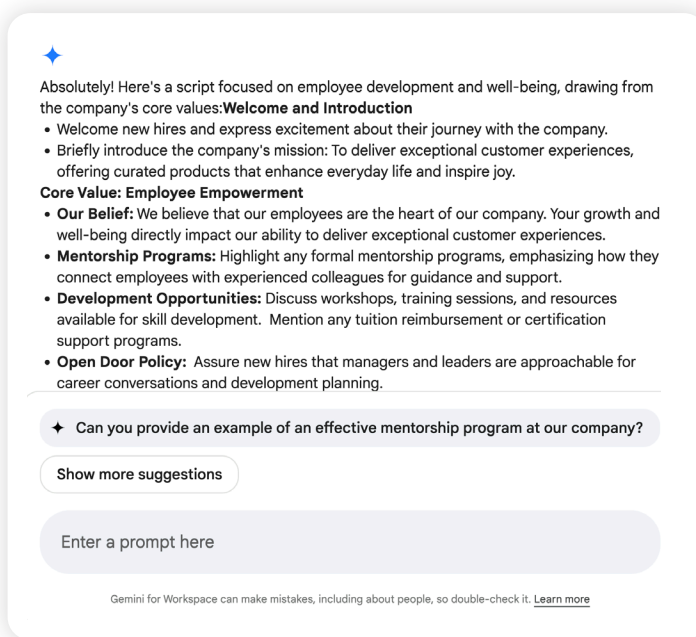 Absolutely! Here's a script focused on employee development and well-being, drawing from
the company's core values:Welcome and Introduction
• Welcome new hires and express excitement about their journey with the company.
• Briefly introduce the company's mission: To deliver exceptional customer experiences,
offering curated products that enhance everyday life and inspire joy.
Core Value: Employee Empowerment
• Our Belief: We believe that our employees are the heart of our company. Your growth and
well-being directly impact our ability to deliver exceptional customer experiences.
• Mentorship Programs: Highlight any formal mentorship programs, emphasizing how they
connect employees with experienced colleagues for guidance and support.
• Development Opportunities: Discuss workshops, training sessions, and resources
available for skill development. Mention any tuition reimbursement or certification
support programs.
• Open Door Policy: Assure new hires that managers and leaders are approachable for
career conversations and development planning.
Can you provide an example of an effective mentorship program at our company?
Show more suggestions
Enter a prompt here
Gemini for Workspace can make mistakes, including about people, so double-check it. Learn more